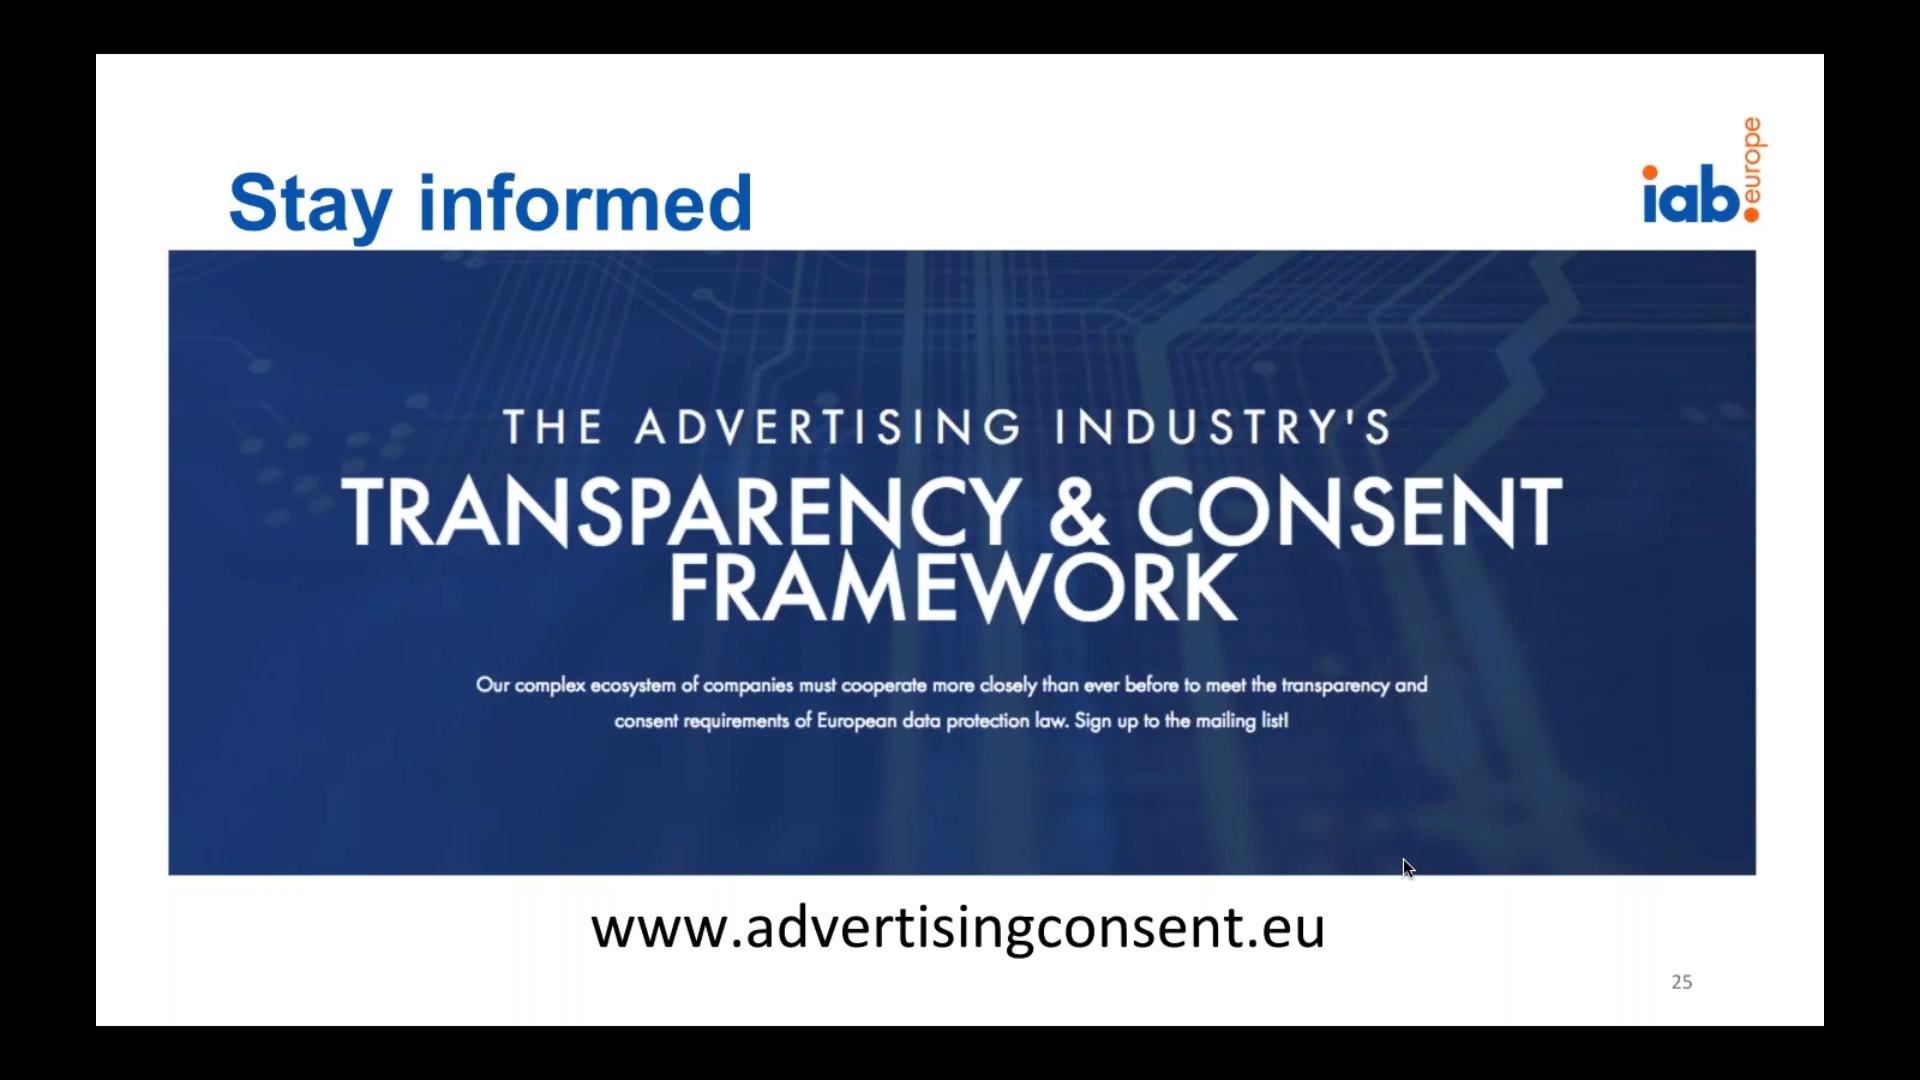 europe
iab
Stay informed
THE ADVERTISING INDUSTRY'S
TRANSPARENCY & CONSENT
FRAMEWORK
Our complex ecosystem of companies must cooperate more closely than ever before to meet the transparency and
consent requirements of European data protection law. Sign up to the mailing list!
www.advertisingconsent.eu
25